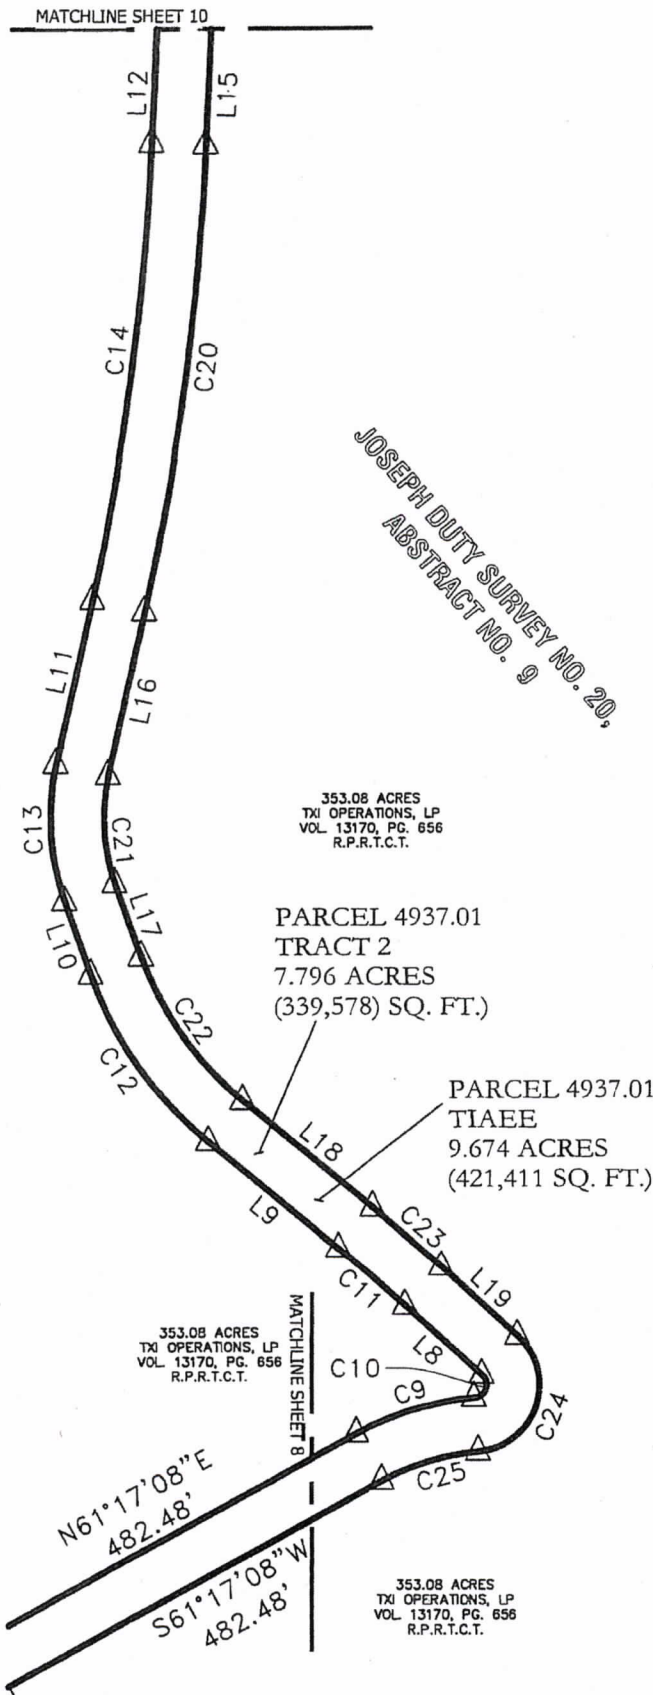 MATCHLINE SHEET 10
L12
L15
C14
C20
JOSEPH DUTY SURVEY NO. 20,
ABSTRACT NO. 9
L11
L16
353.08 ACRES
TXI OPERATIONS, LP
VOL. 13170, PG. 656
R.P.R.T.C.T.
C13
C21
L17
L10
PARCEL 4937.01
TRACT 2
7.796 ACRES
(339,578) SQ. FT.)
C22
C12
PARCEL 4937.01
TIAEE
9.674 ACRES
(421,411 SQ. FT.)
L18
L9
C23
C11
L19
MATCHLINE SHEET 8
353.08 ACRES
TXI OPERATIONS, LP
VOL. 13170, PG. 656
R.P.R.T.C.T.
L8
C10
C9
C24
C25
N61°17'08"E
482.48'
S61°17'08"W
482.48'
353.08 ACRES
TXI OPERATIONS, LP
VOL. 13170, PG. 656
R.P.R.T.C.T.